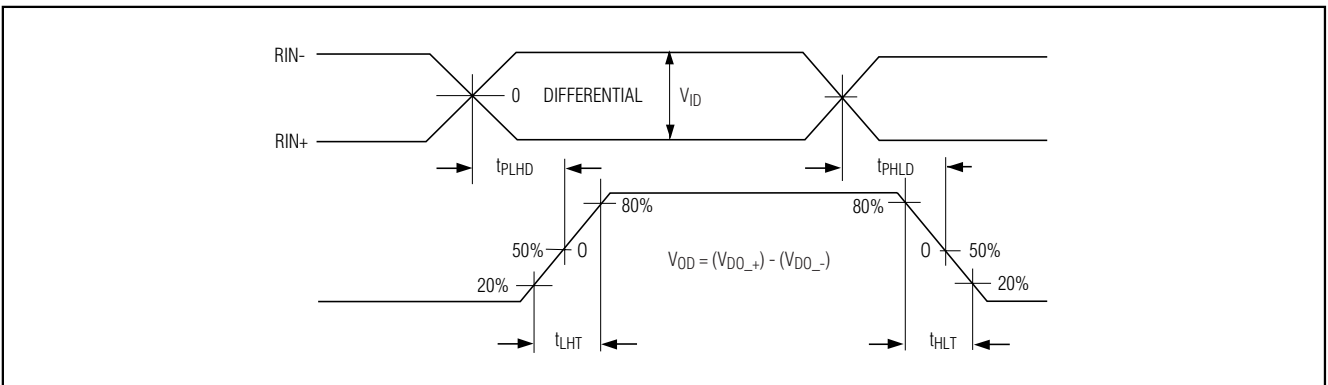 RIN-
0 DIFFERENTIAL VID
RIN+
tPLHD tPHLD
80% 80%
50% 0 VOD = (VDO_+) - (VDO_-) 0 50%
20% 20%
tLHT tHLT